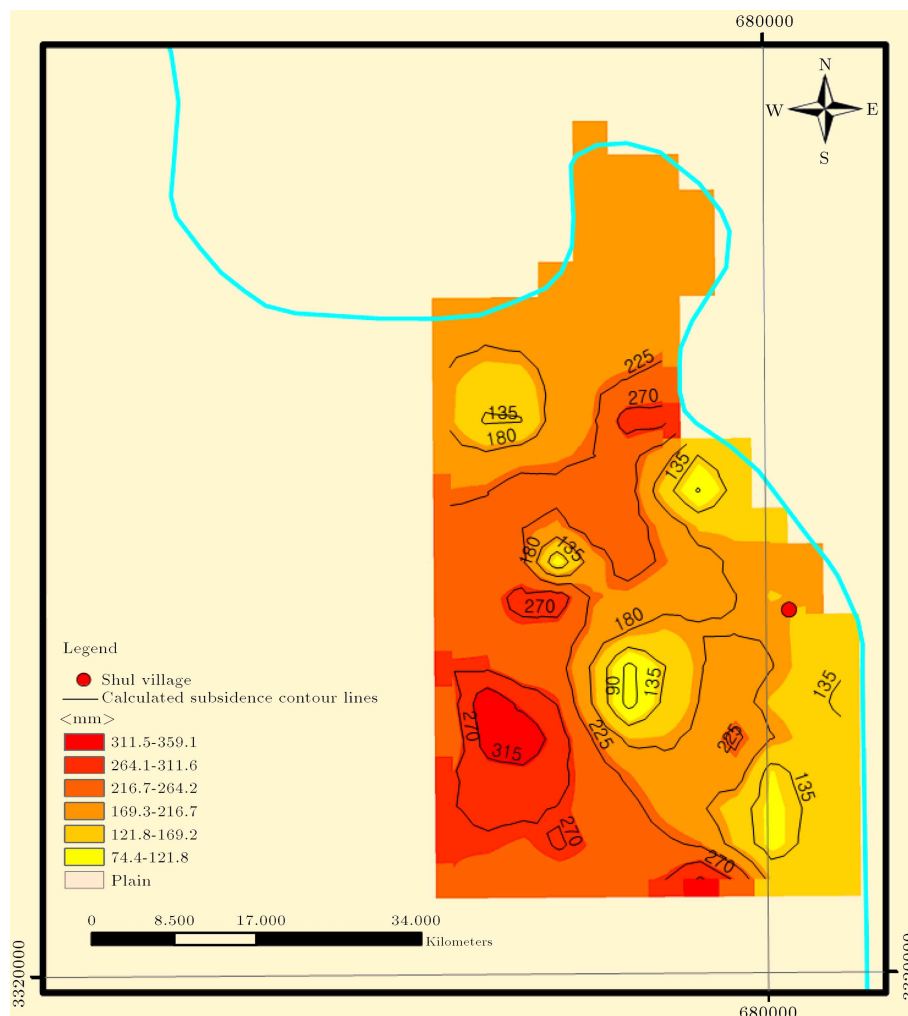 680000
N
W E
S
225
270
135
180
135
180
135
270
180
90
135
135
225
225
270
315
135
270
270
Legend
Shul village
Calculated subsidence contour lines
<mm>
311.5-359.1
264.1-311.6
216.7-264.2
169.3-216.7
121.8-169.2
74.4-121.8
Plain
0 8.500 17.000 34.000
Kilometers
3320000
3320000
680000